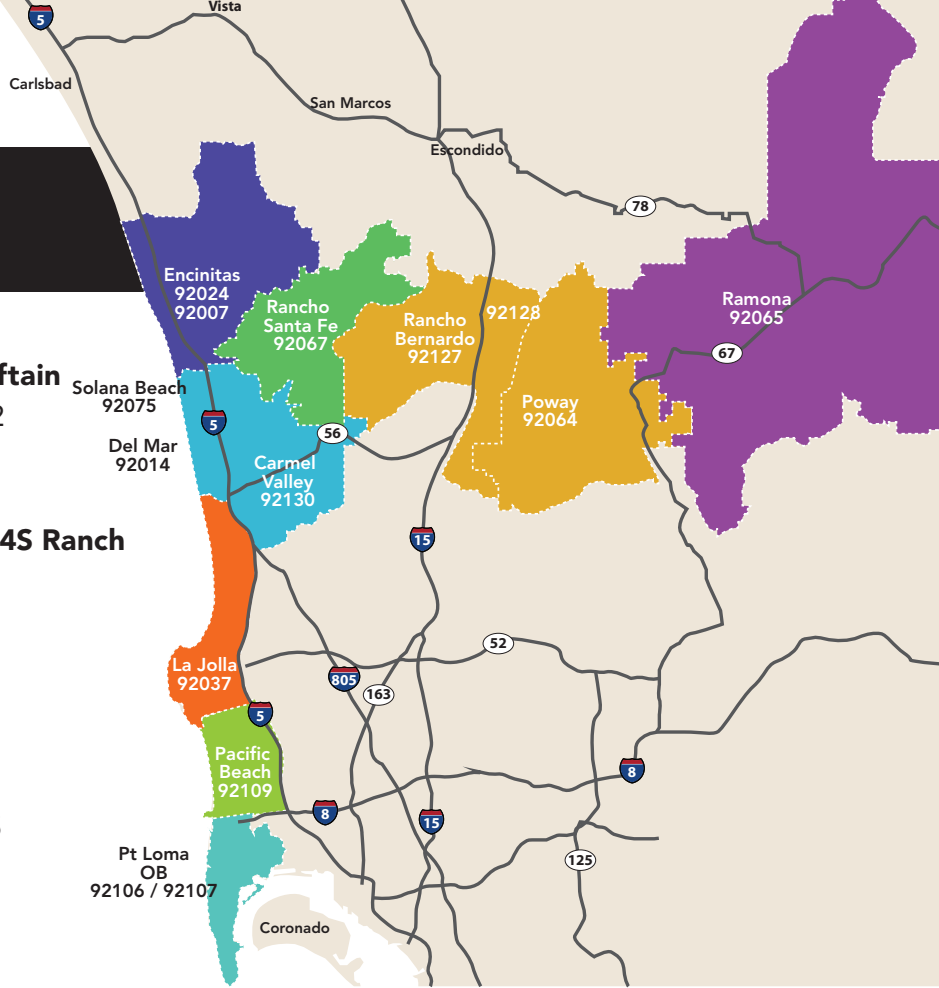 5
Vista
Carlsbad
San Marcos
Escondido
78
Encinitas
92024
92007
Rancho
Santa Fe
92067
Rancho
Bernardo
92127
92128
Ramona
92065
67
ftain
Solana Beach
92075
2
5
Poway
92064
56
Del Mar
92014
Carmel
Valley
92130
4S Ranch
15
La Jolla
92037
52
805
163
5
Pacific
Beach
92109
8
8
15
Pt Loma
OB
92106 / 92107
125
Coronado